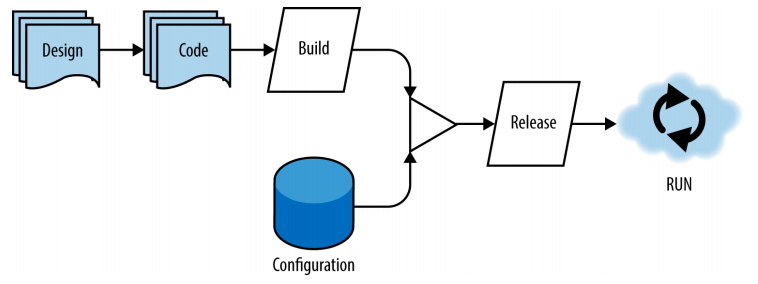 Design
Code
Build
Release
RUN
Configuration